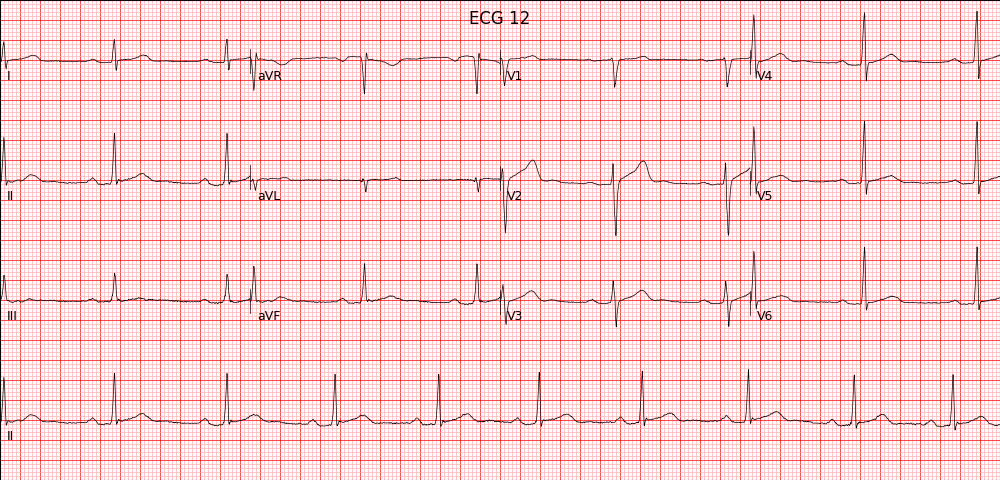 ECG 12
I aVR V1 V4
II aVL V2 V5
III aVF V3 V6
II